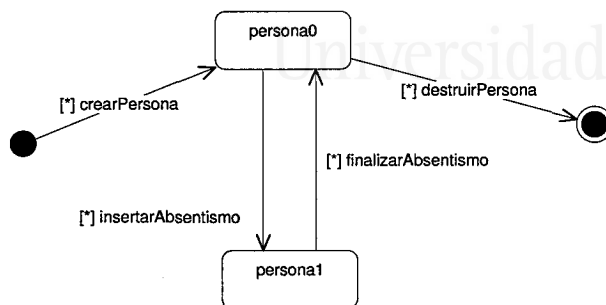 persona0
Universidad
[*] crearPersona
[*] destruirPersona
[*] finalizarAbsentismo
[*] insertarAbsentismo
persona1